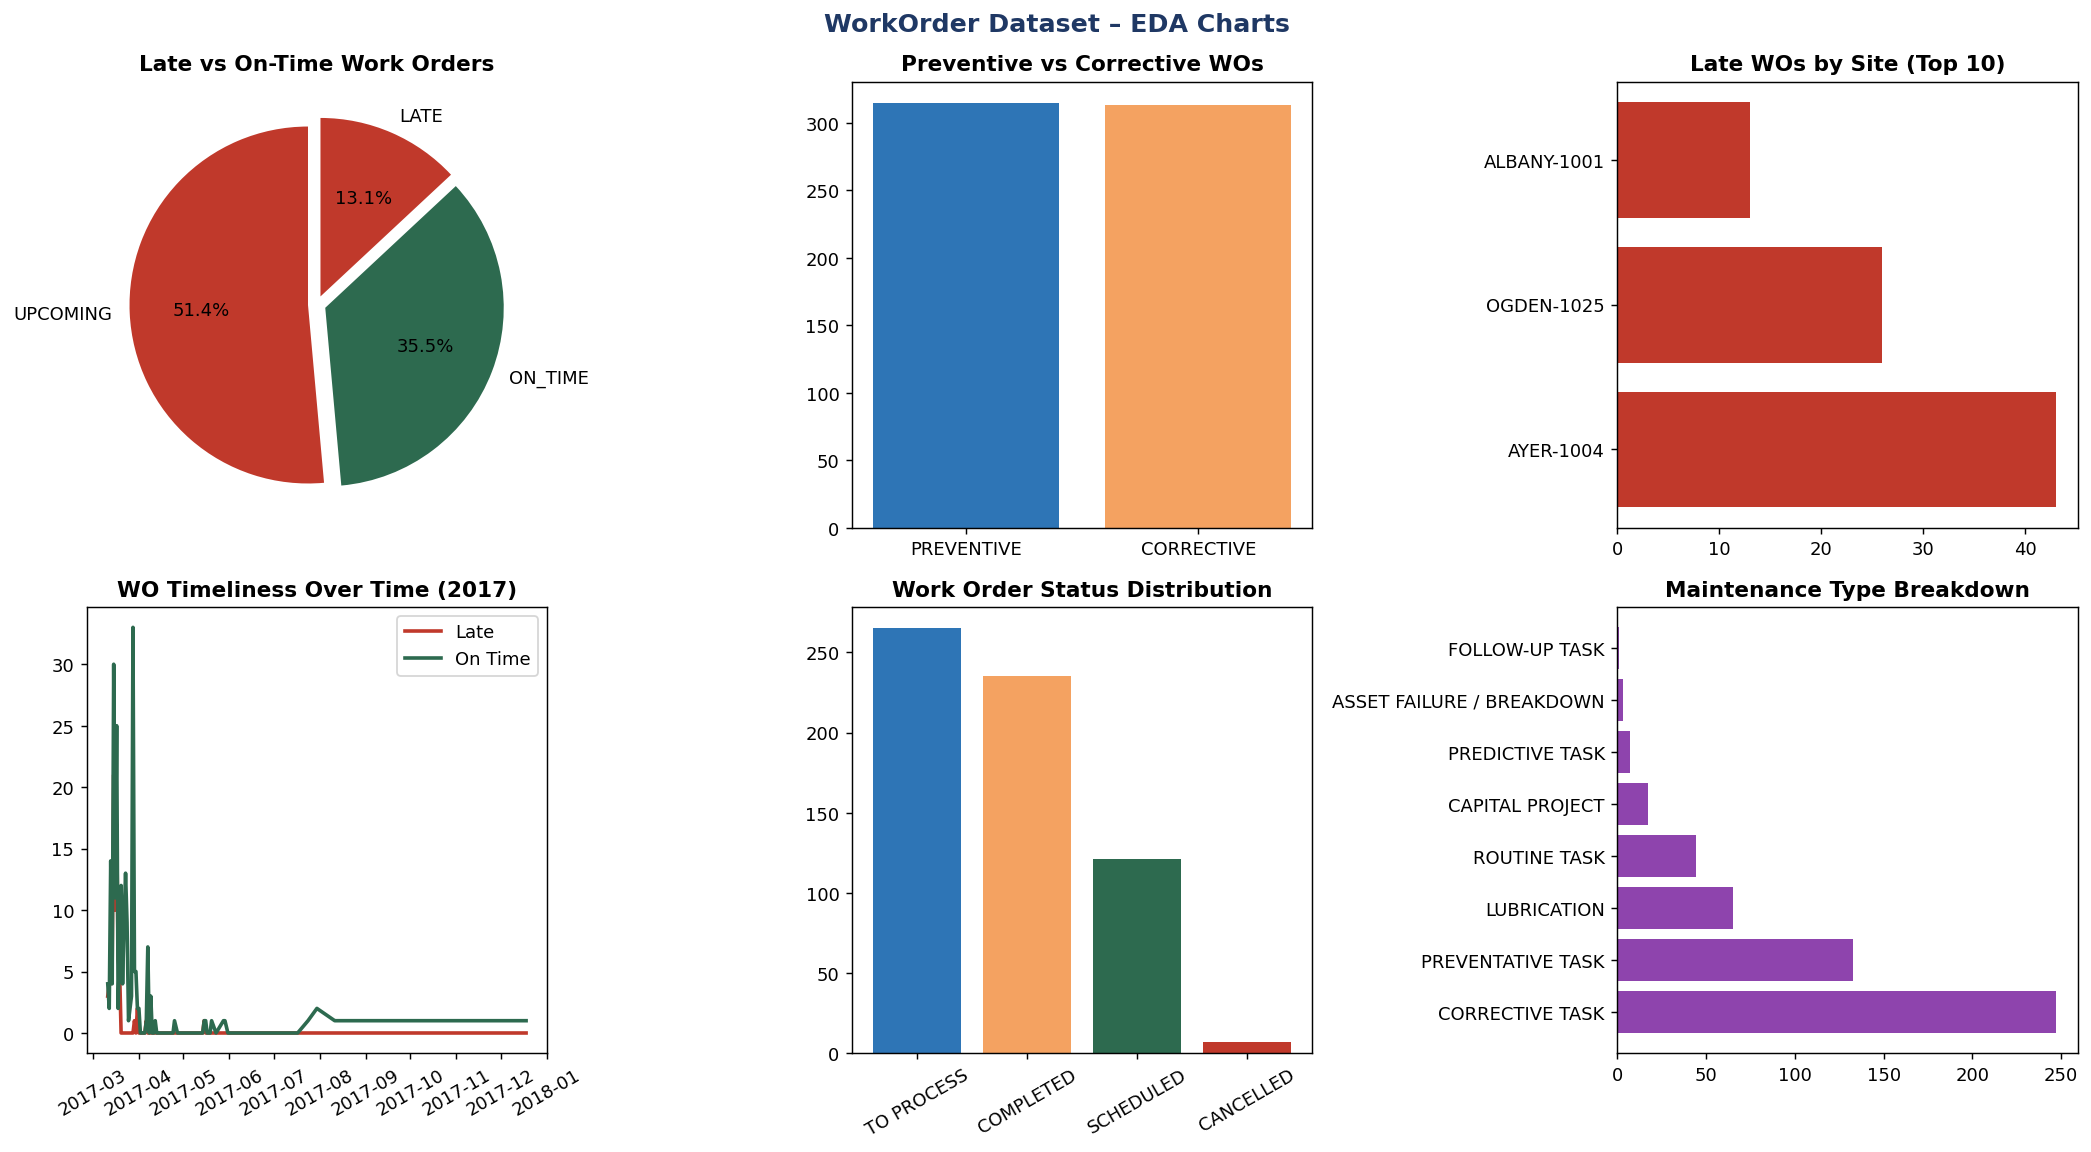 WorkOrder Dataset – EDA Charts
Late vs On-Time Work Orders
LATE
13.1%
UPCOMING
51.4%
35.5%
ON_TIME
Preventive vs Corrective WOs
300
250
200
150
100
50
0
PREVENTIVE
CORRECTIVE
Late WOs by Site (Top 10)
ALBANY-1001
OGDEN-1025
AYER-1004
0
10
20
30
40
WO Timeliness Over Time (2017)
Late
On Time
30
25
20
15
10
5
0
2017-03
2017-04
2017-05
2017-06
2017-07
2017-08
2017-09
2017-10
2017-11
2017-12
2018-01
Work Order Status Distribution
250
200
150
100
50
0
TO PROCESS
COMPLETED
SCHEDULED
CANCELLED
Maintenance Type Breakdown
FOLLOW-UP TASK
ASSET FAILURE / BREAKDOWN
PREDICTIVE TASK
CAPITAL PROJECT
ROUTINE TASK
LUBRICATION
PREVENTATIVE TASK
CORRECTIVE TASK
0
50
100
150
200
250